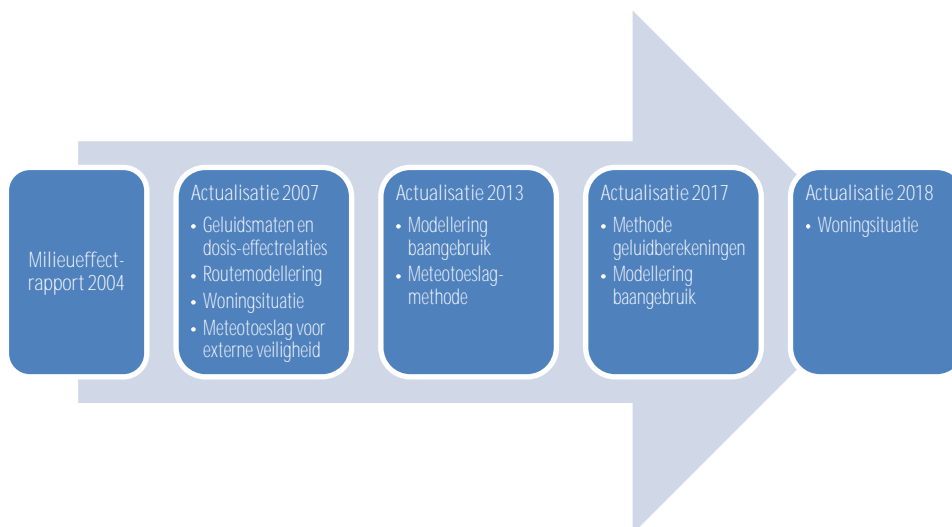 Milieueffect-
rapport 2004
Actualisatie 2007
• Geluidsmaten en
dosis-effectrelaties
• Routemodellering
• Woningsituatie
• Meteotoeslag voor
externe veiligheid
Actualisatie 2013
• Modellering
baangebruik
• Meteotoeslag-
methode
Actualisatie 2017
• Methode
geluidberekeningen
• Modellering
baangebruik
Actualisatie 2018
• Woningsituatie